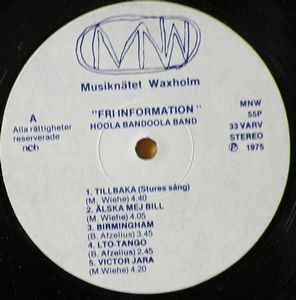 MNW
Musiknätet Waxholm
"FRI INFORMATION"
HOOLA BANDOOLA BAND
A
Alla rättigheter
reserverade
ncb
MNW
55P
33 VARV
STEREO
Ⓟ 1975
1. TILLBAKA (Stures sång)
(M. Wiehe) 4.40
2. ÄLSKA MEJ BILL
(M. Wiehe) 4.05
3. BIRMINGHAM
(B. Afzelius) 3.45
4. LTO-TANGO
(B. Afzelius) 2.45
5. VICTOR JARA
(M.Wiehe) 4.20